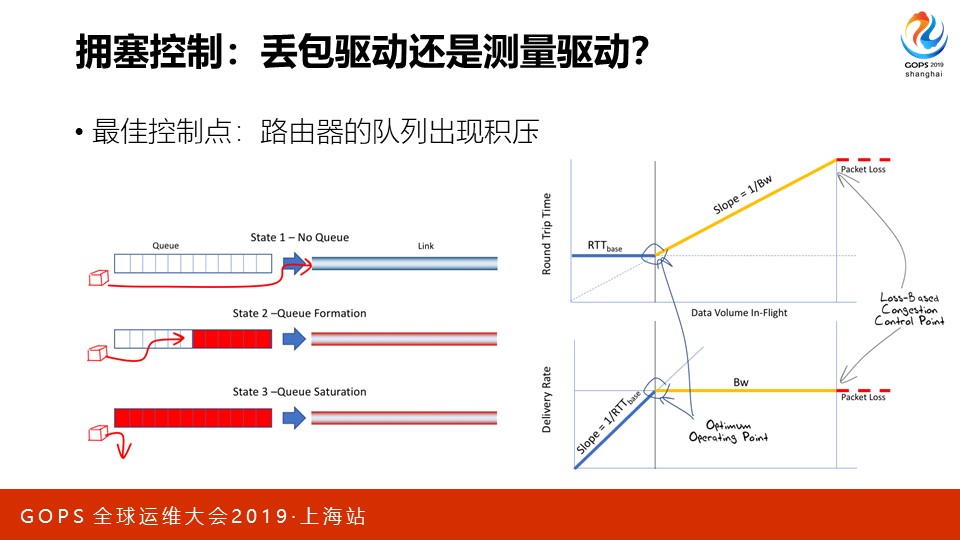 拥塞控制：丢包驱动还是测量驱动？
GOPS 2019
shanghai
• 最佳控制点：路由器的队列出现积压
State 1 – No Queue
Queue
Link
State 2 –Queue Formation
State 3 –Queue Saturation
Round Trip Time
RTTbase
Slope = 1/Bw
Packet Loss
Data Volume In-Flight
Loss-Based
Congestion
Control Point
Delivery Rate
Slope = 1/RTTbase
Bw
Packet Loss
Optimum
Operating Point
GOPS 全球运维大会2019·上海站